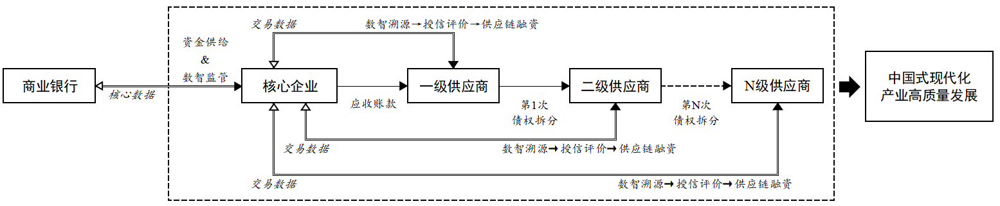 交易数据
数智溯源→授信评价→供应链融资
资金供给
&
数智监管
商业银行
核心数据
核心企业
应收账款
一级供应商
第1次
债权拆分
二级供应商
第N次
债权拆分
N级供应商
中国式现代化
产业高质量发展
交易数据
数智溯源→授信评价→供应链融资
交易数据
数智溯源→授信评价→供应链融资